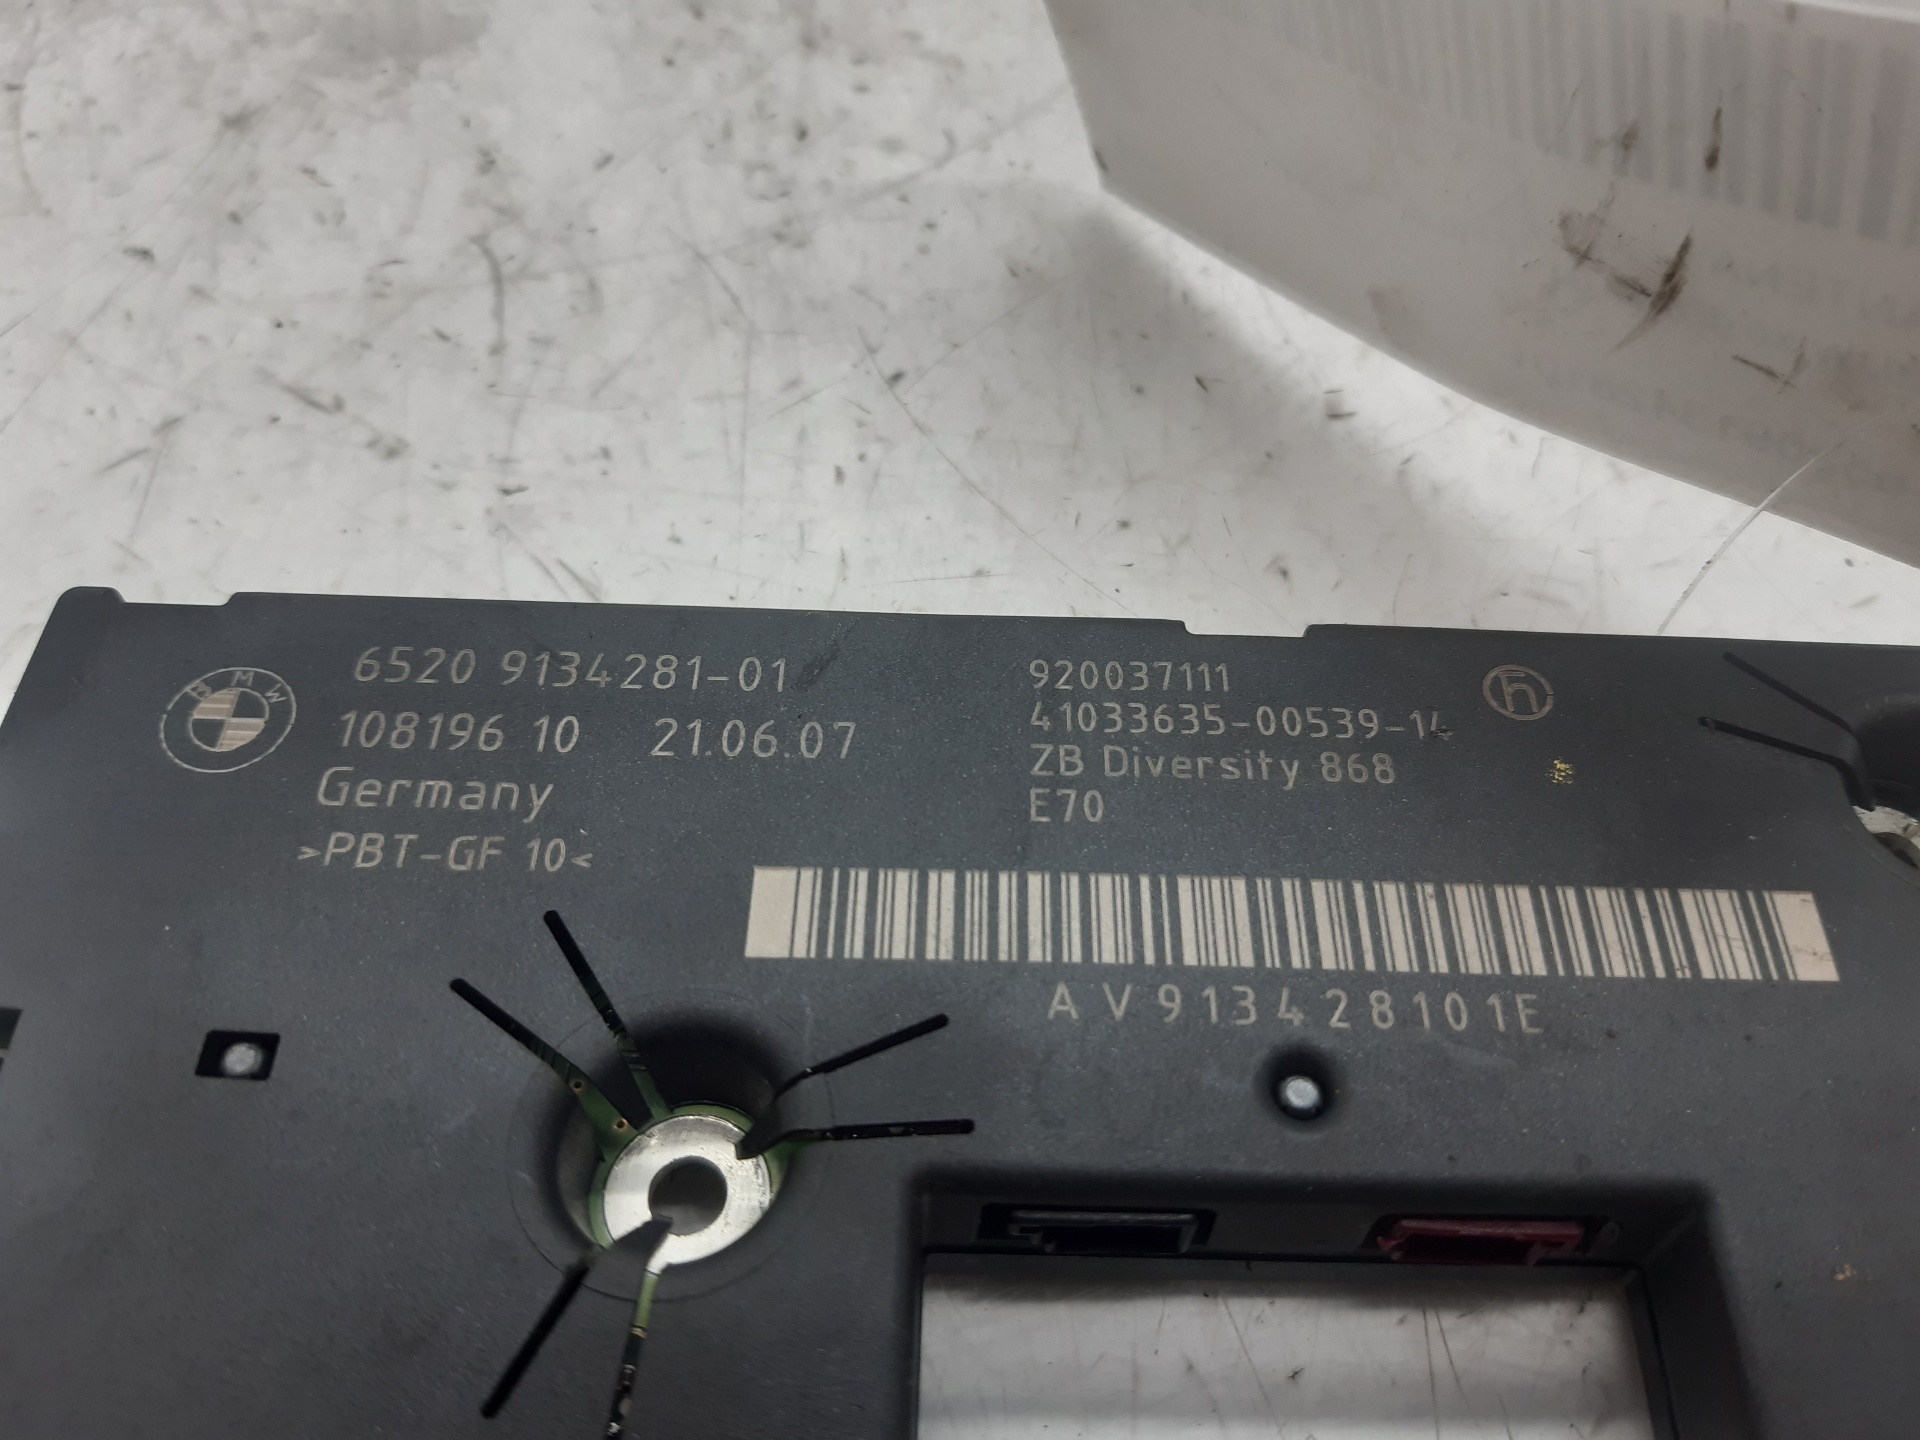 BMW
6520 9134281-01
108196 10 21.06.07
Germany
>PBT-GF 10<
920037111
41033635-00539-14
ZB Diversity 868
E70
AV913428101E